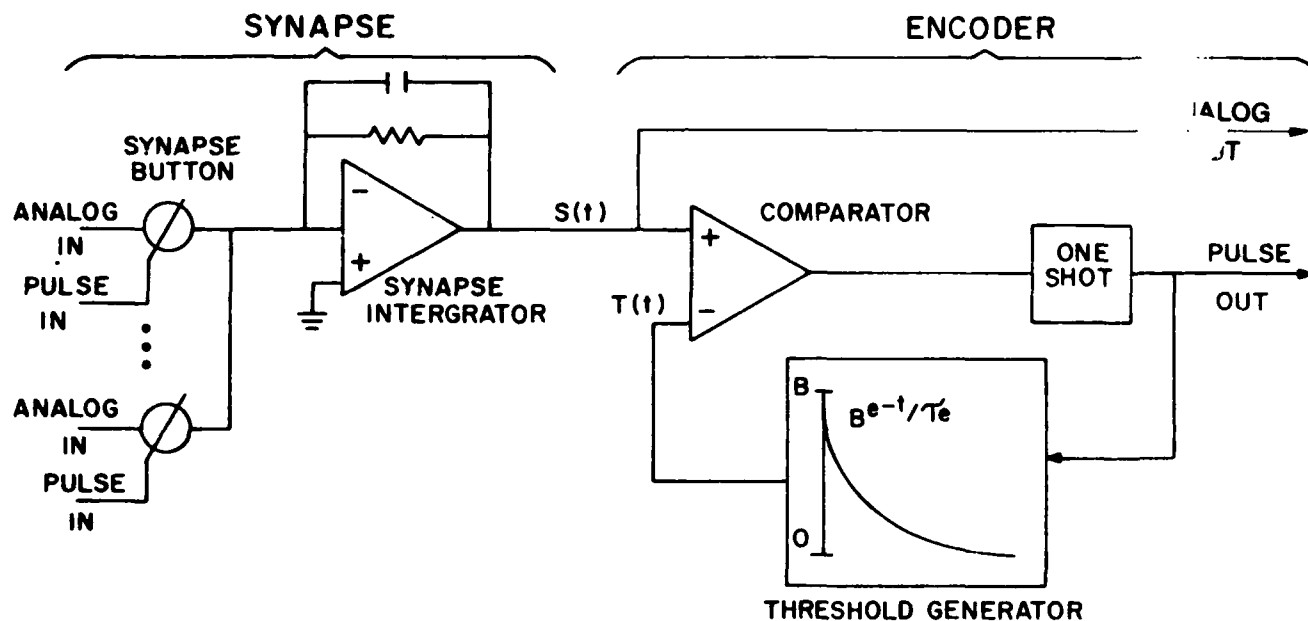 SYNAPSE
ENCODER
SYNAPSE
BUTTON
ANALOG
IN
PULSE
IN
ANALOG
IN
PULSE
IN
-
+
SYNAPSE
INTERGRATOR
S(t)
T(t)
+
-
COMPARATOR
ONE
SHOT
PULSE
OUT
B
0
B e-t/τe
THRESHOLD GENERATOR